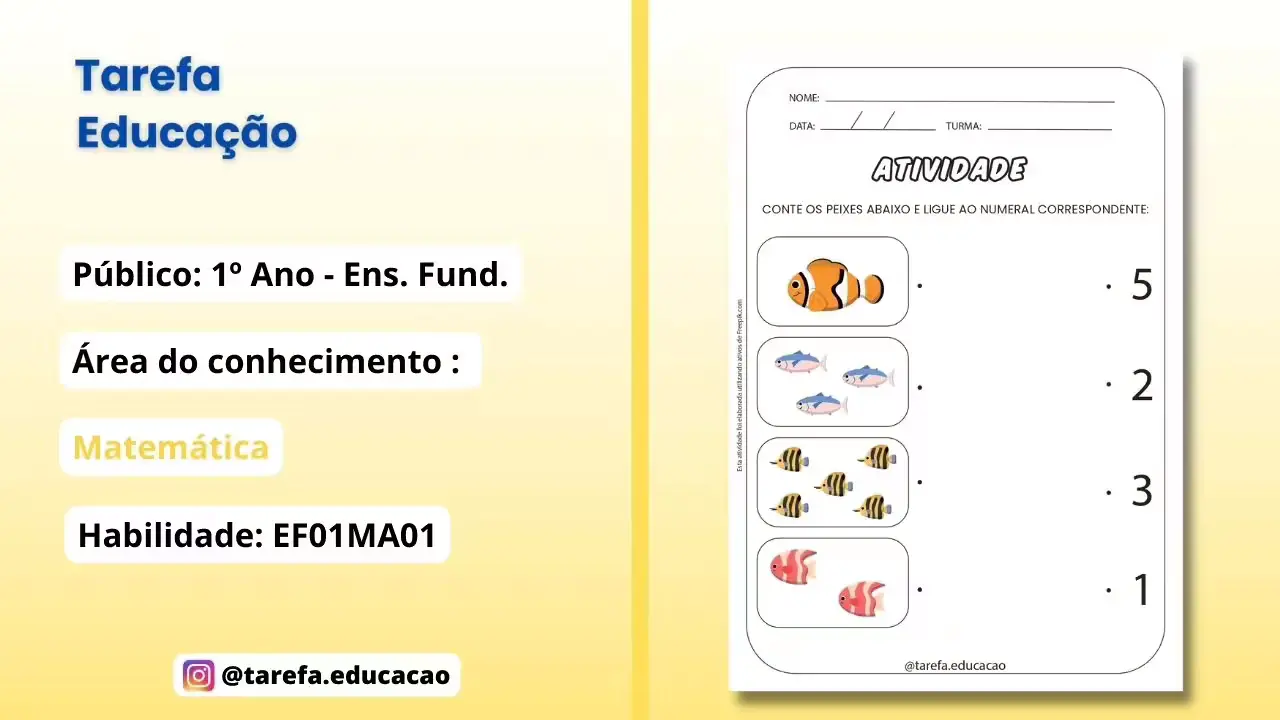 Tarefa
Educação
Público: 1º Ano - Ens. Fund.
Área do conhecimento :
Matemática
Habilidade: EF01MA01
@tarefa.educacao
NOME:
DATA: / / TURMA:
ATIVIDADE
CONTE OS PEIXES ABAIXO E LIGUE AO NUMERAL CORRESPONDENTE:
5
2
3
1
Esta atividade foi elaborada utilizando ativos de Freepik.com
@tarefa.educacao